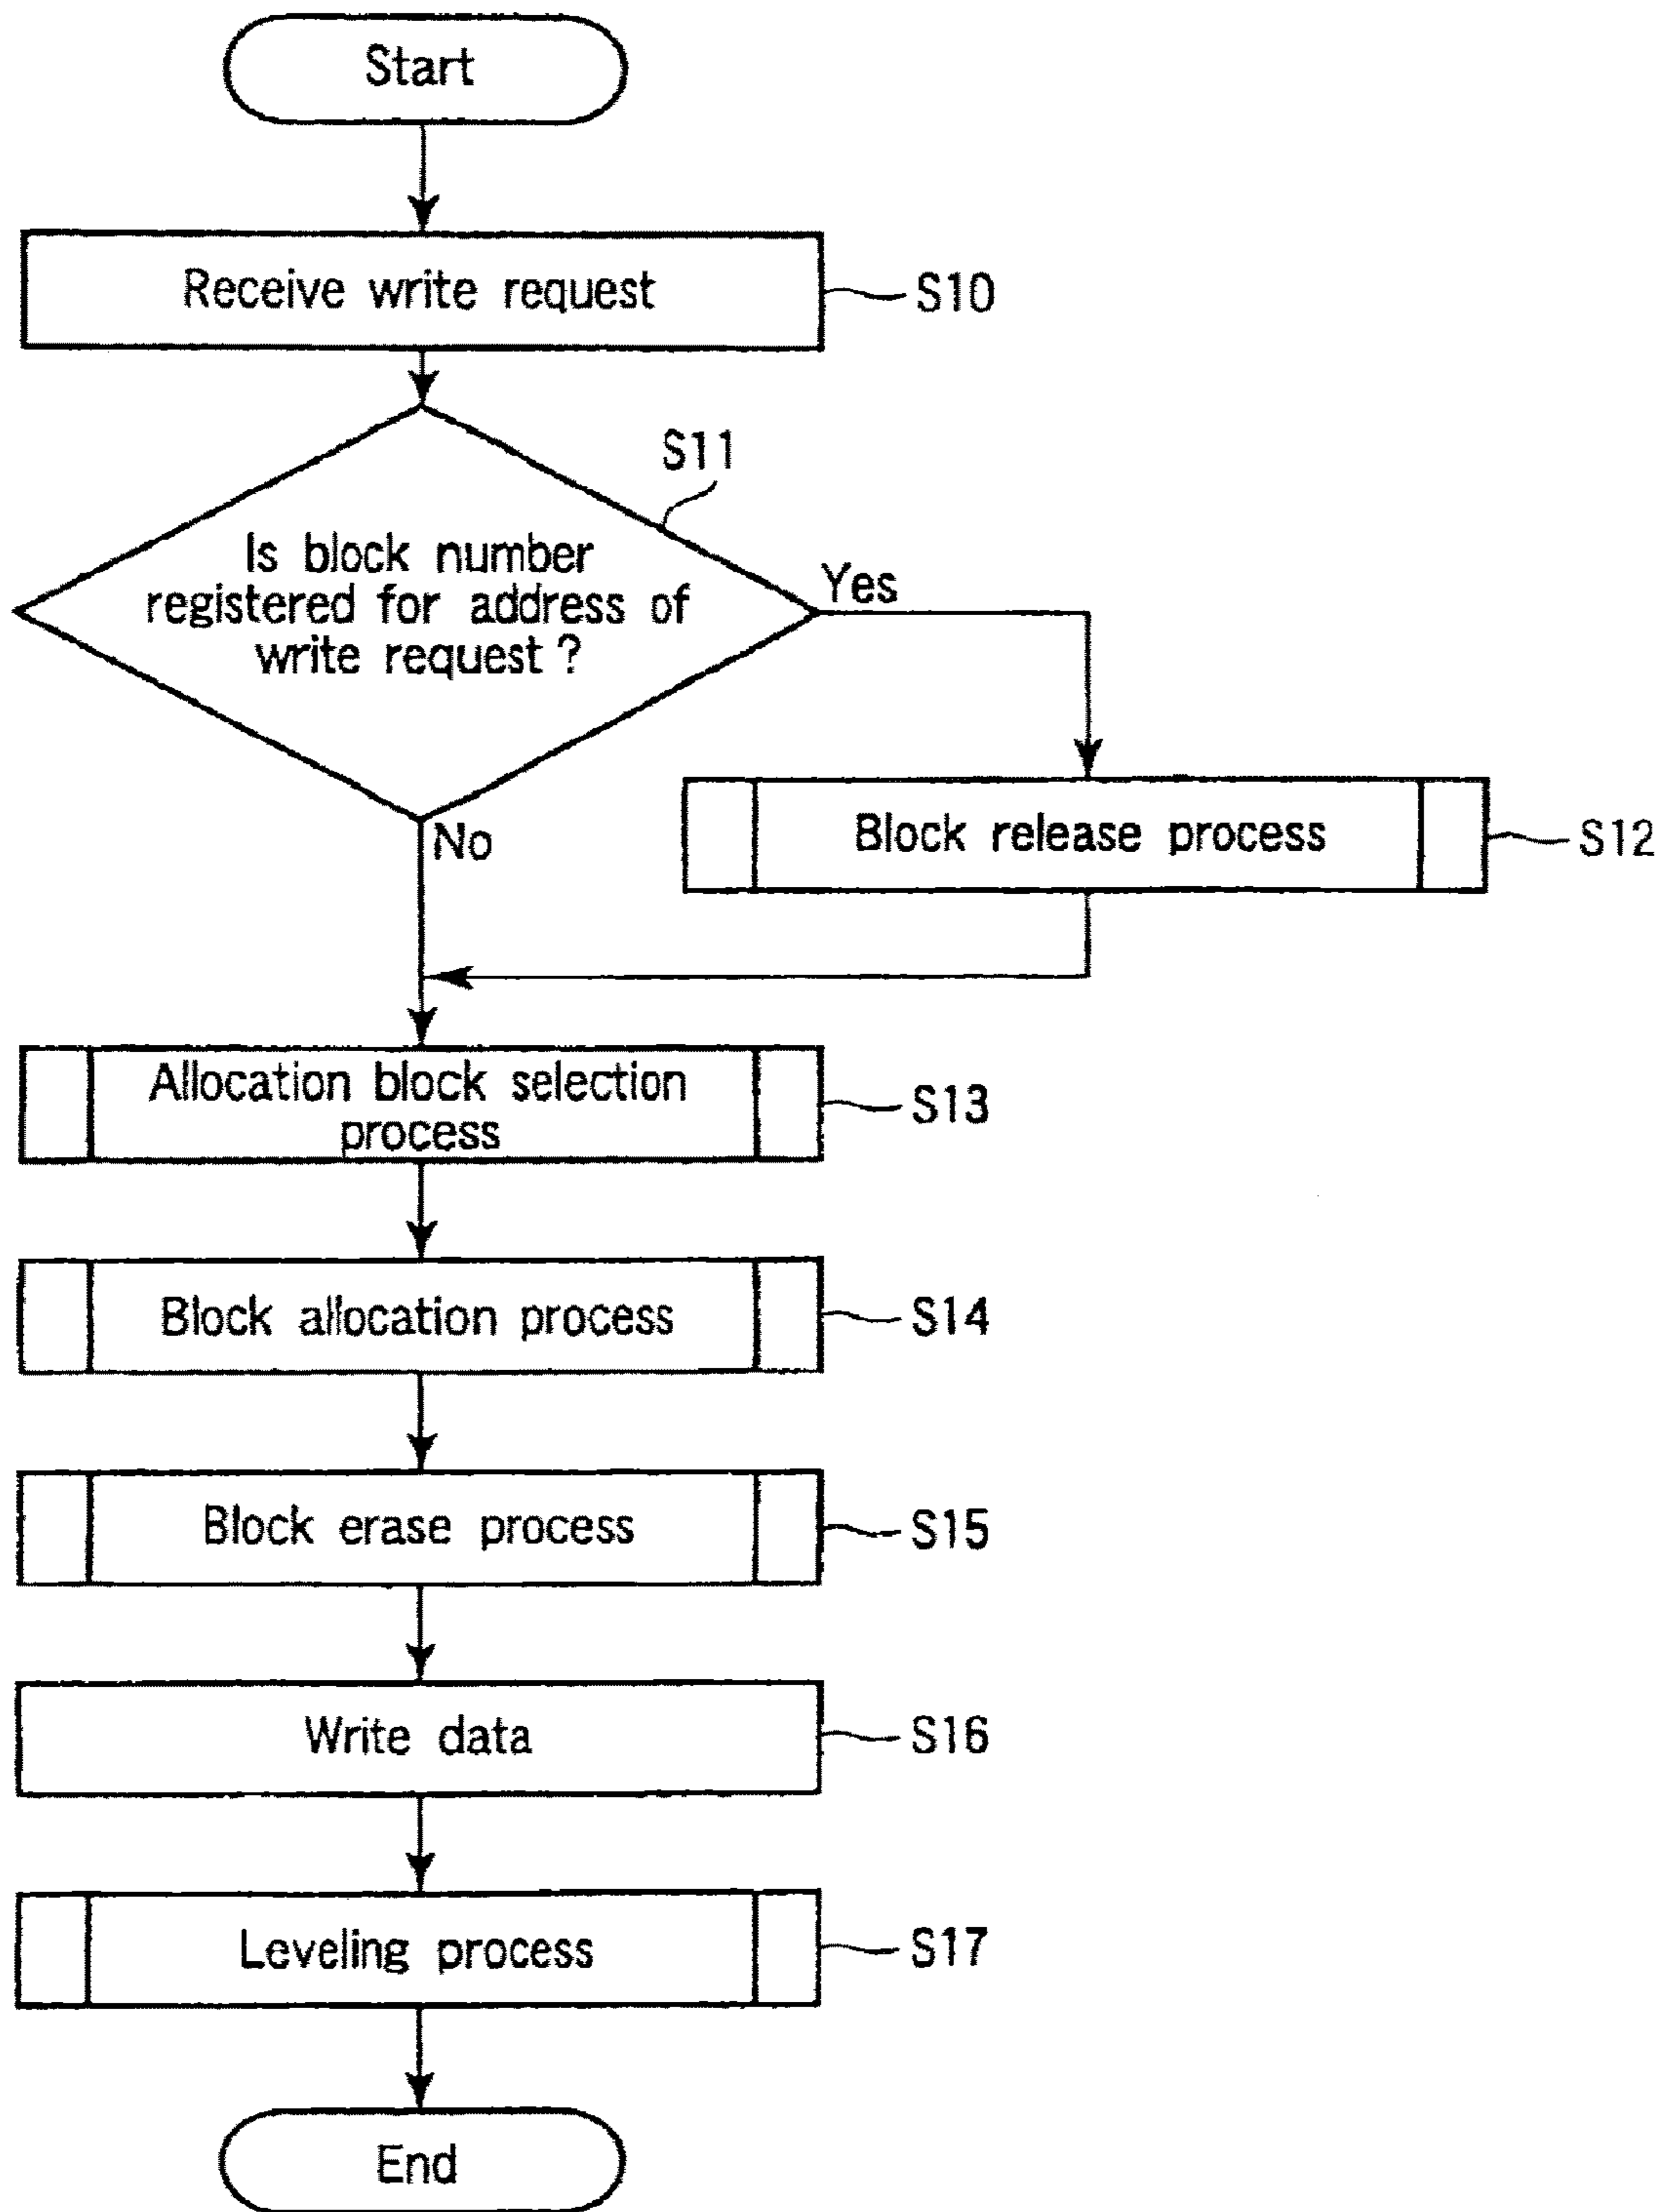 Start
Receive write request
S10
S11
Is block number
registered for address of
write request ?
Yes
No
Block release process
S12
Allocation block selection
process
S13
Block allocation process
S14
Block erase process
S15
Write data
S16
Leveling process
S17
End